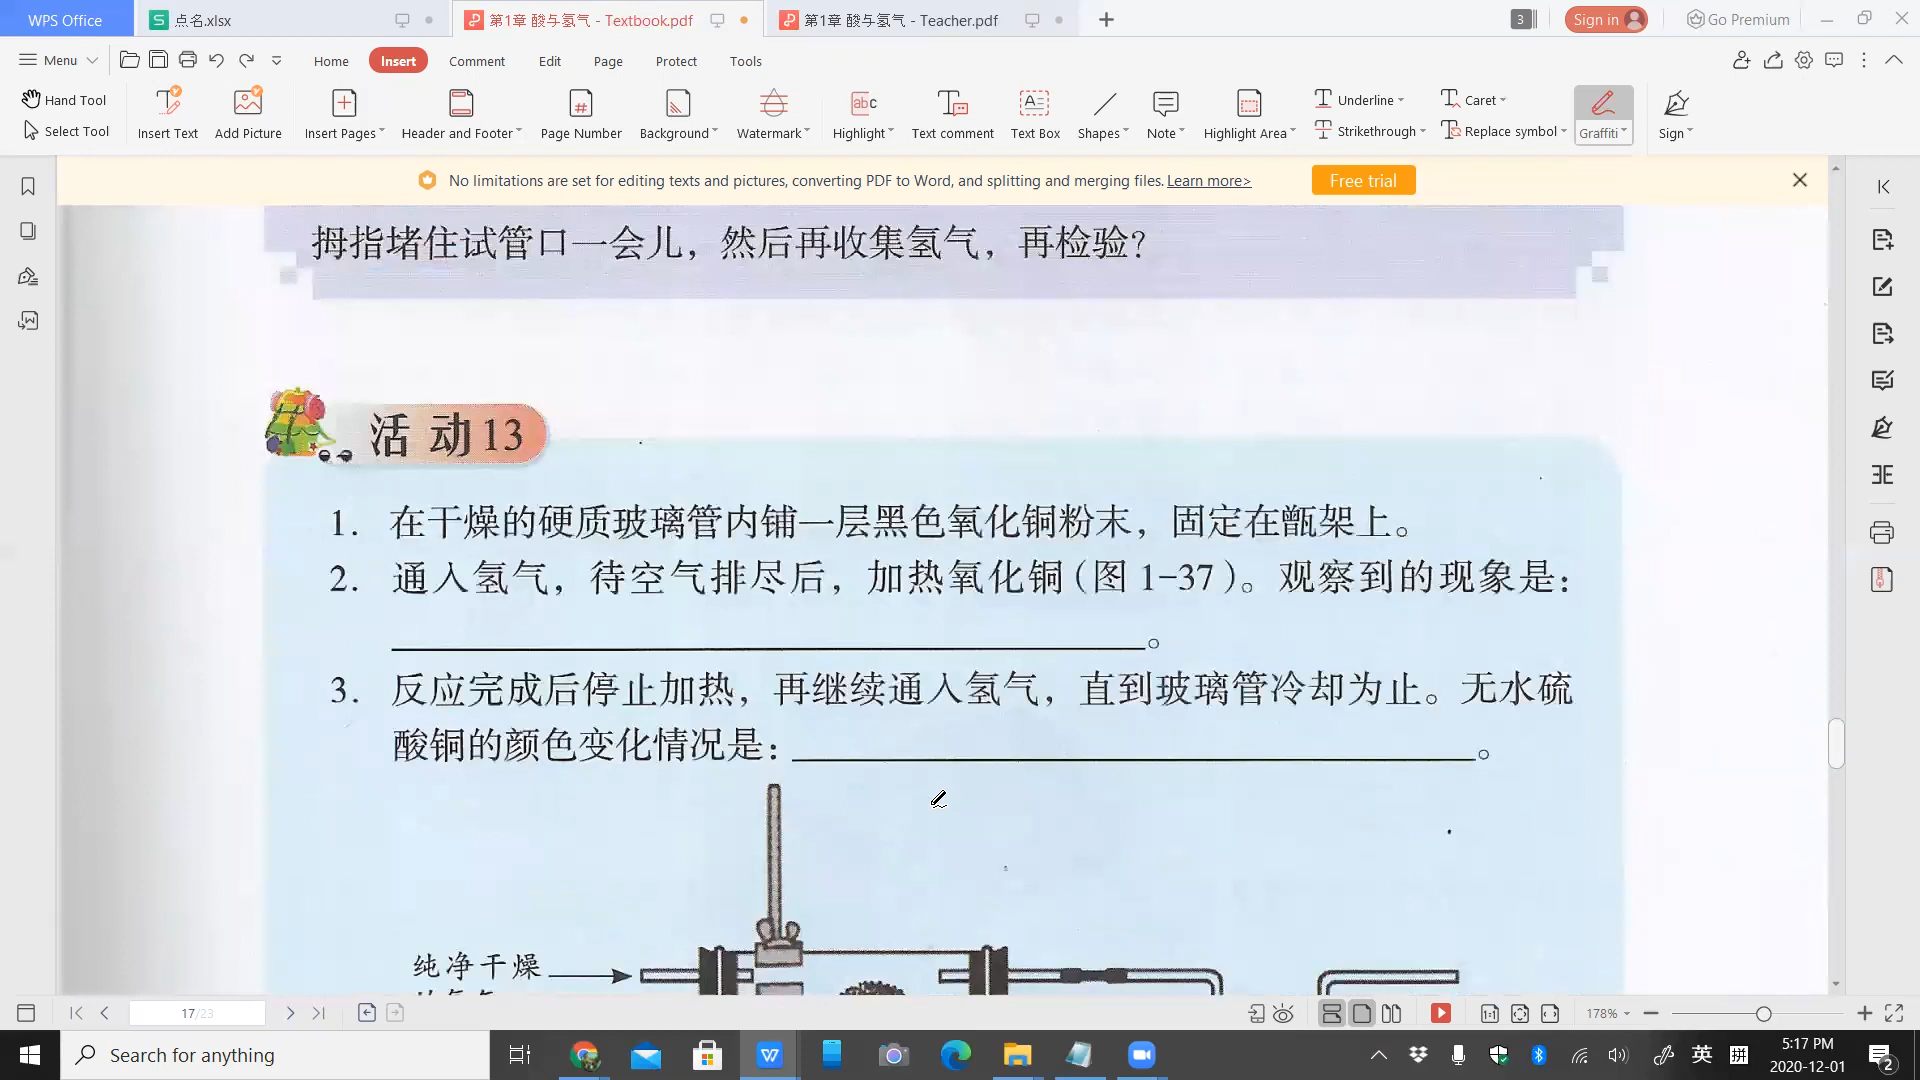 WPS Office
点名.xlsx
第1章 酸与氢气 - Textbook.pdf
第1章 酸与氢气 - Teacher.pdf
3
Sign in
Go Premium
Menu
Home
Insert
Comment
Edit
Page
Protect
Tools
Hand Tool
Select Tool
Insert Text
Add Picture
Insert Pages
Header and Footer
Page Number
Background
Watermark
Highlight
Text comment
Text Box
Shapes
Note
Highlight Area
Underline
Strikethrough
Caret
Replace symbol
Graffiti
Sign
No limitations are set for editing texts and pictures, converting PDF to Word, and splitting and merging files. Learn more>
Free trial
拇指堵住试管口一会儿，然后再收集氢气，再检验？
活动13
1. 在干燥的硬质玻璃管内铺一层黑色氧化铜粉末，固定在甑架上。
2. 通入氢气，待空气排尽后，加热氧化铜（图 1-37）。观察到的现象是：
。
3. 反应完成后停止加热，再继续通入氢气，直到玻璃管冷却为止。无水硫
酸铜的颜色变化情况是：。
纯净干燥
17/23
178%
Search for anything
英
拼
5:17 PM
2020-12-01
2